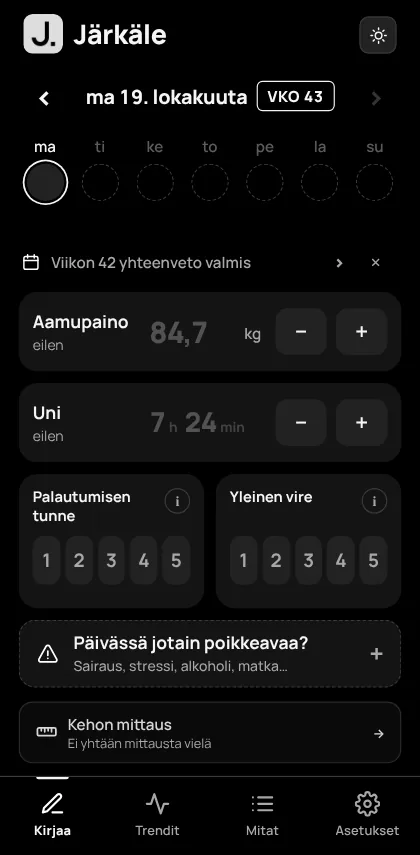 J. Järkäle
ma 19. lokakuuta VKO 43
ma ti ke to pe la su
Viikon 42 yhteenveto valmis
Aamupaino 84,7 kg − +
eilen
Uni 7 h 24 min − +
eilen
Palautumisen tunne i
1 2 3 4 5
Yleinen vire i
1 2 3 4 5
Päivässä jotain poikkeavaa? +
Sairaus, stressi, alkoholi, matka…
Kehon mittaus
Ei yhtään mittausta vielä
Kirjaa Trendit Mitat Asetukset